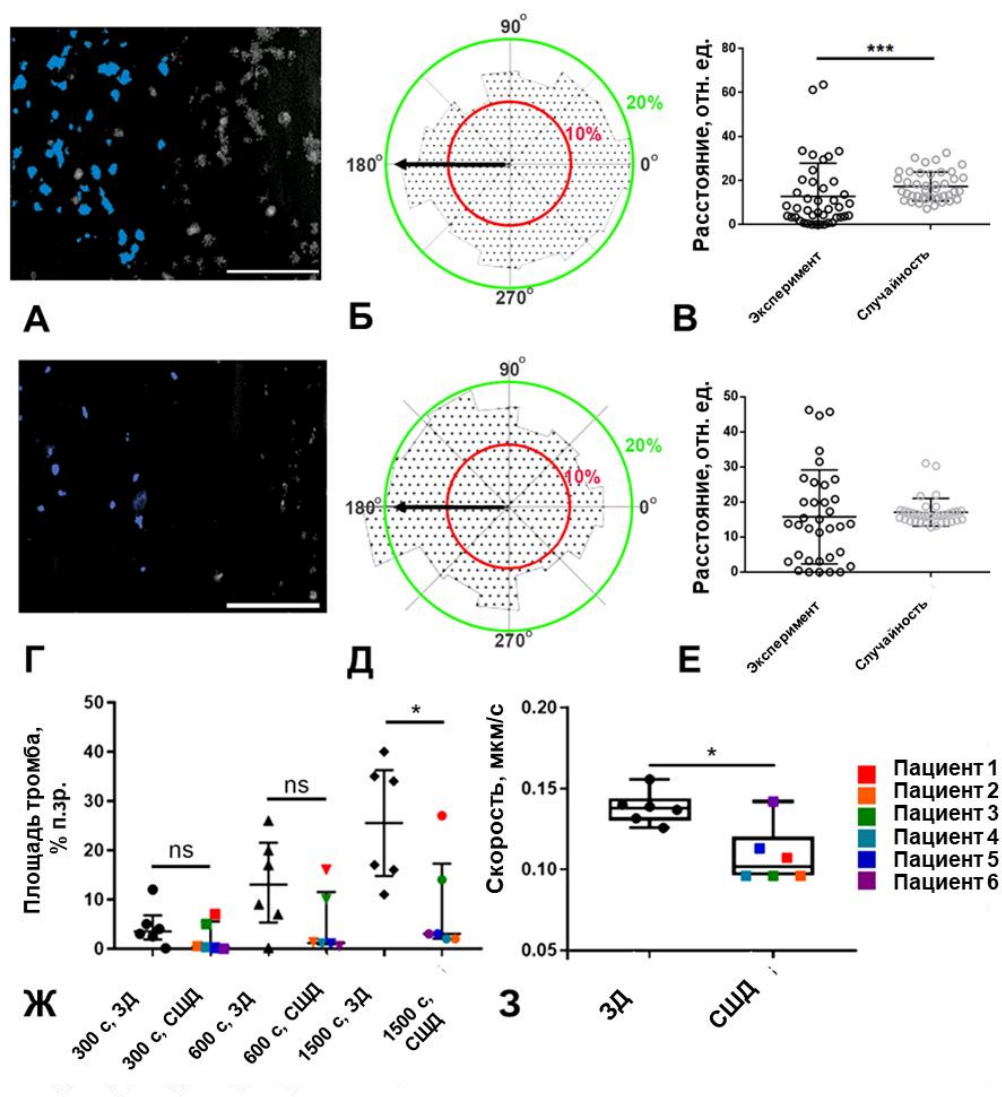 90°
180°
0°
270°
20%
10%
А
Б
Расстояние, отн. ед.
80
60
40
20
0
***
Эксперимент
Случайность
В
90°
180°
0°
270°
20%
10%
Г
Д
Расстояние, отн. ед.
50
40
30
20
10
0
Эксперимент
Случайность
Е
Площадь тромба,
% п.зр.
50
40
30
20
10
0
ns
ns
*
300 с, ЗД
300 с, СШД
600 с, ЗД
600 с, СШД
1500 с, ЗД
1500 с,
СШД
Ж
Скорость, мкм/с
0.20
0.15
0.10
0.05
*
ЗД
СШД
З
Пациент 1
Пациент 2
Пациент 3
Пациент 4
Пациент 5
Пациент 6